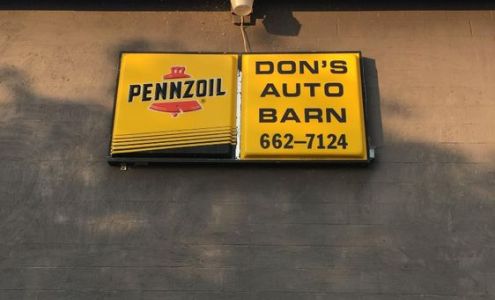 PENNZOIL
DON'S
AUTO
BARN
662-7124